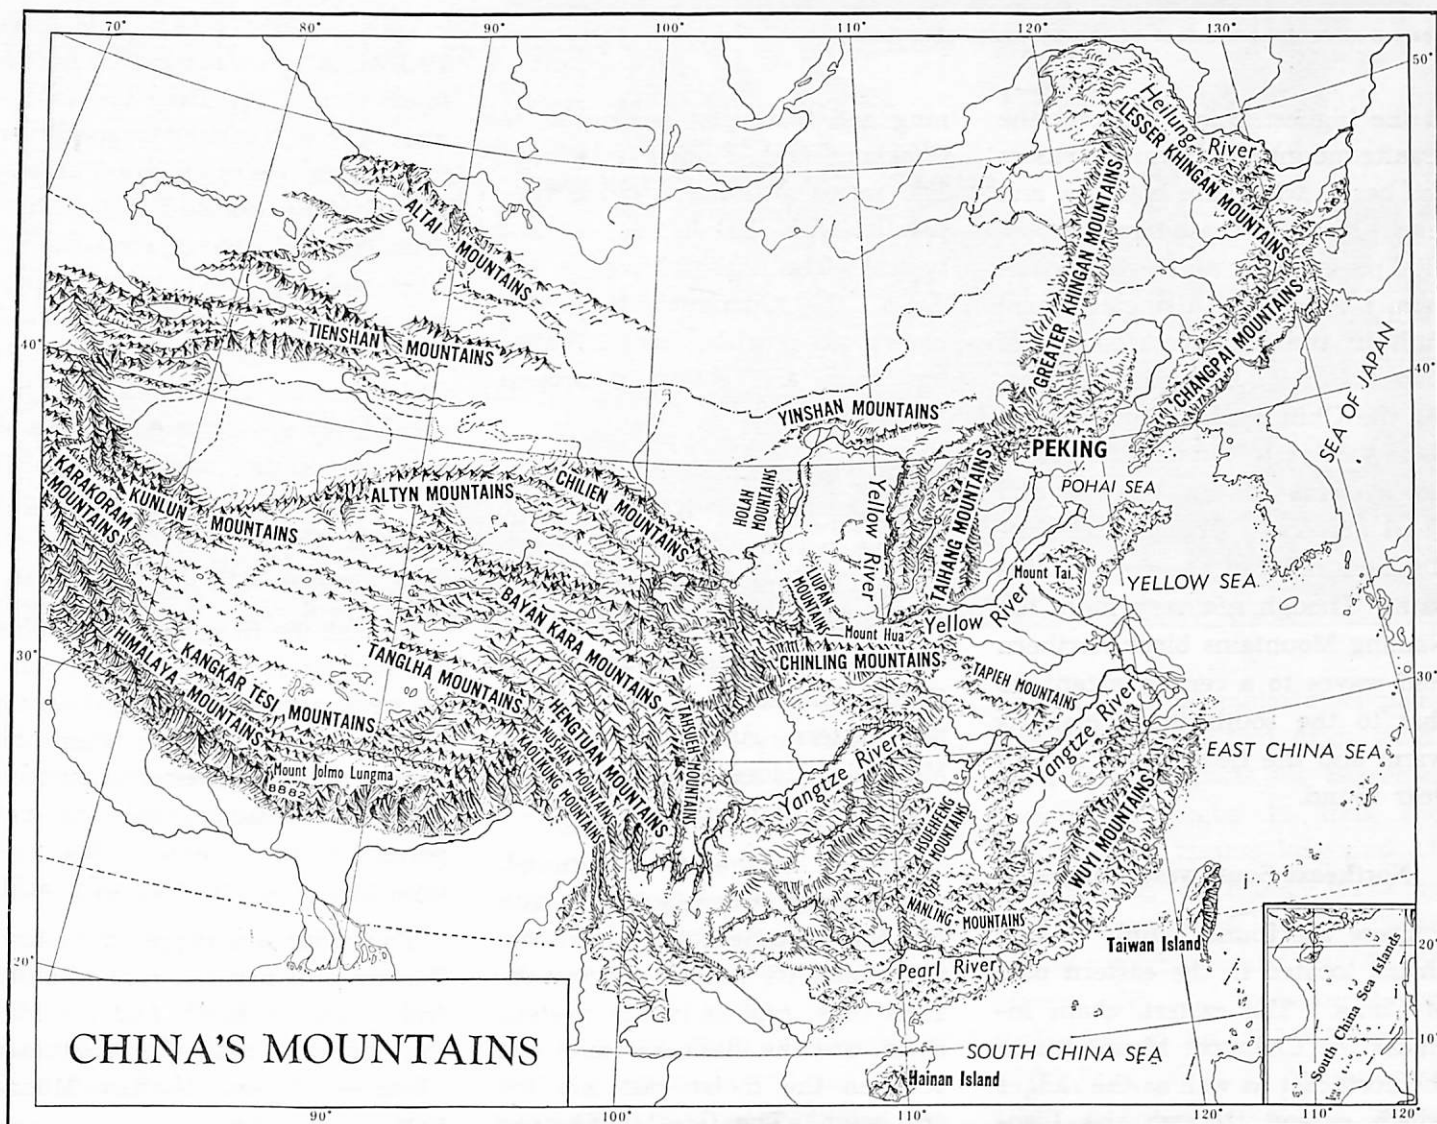 70°
80°
90°
100°
110°
120°
130°
50°
Heilung River
LESSER KHINGAN MOUNTAINS
ALTAI MOUNTAINS
GREATER KHINGAN MOUNTAINS
CHANGPAI MOUNTAINS
TIENSHAN MOUNTAINS
40°
40°
SEA OF JAPAN
YINSHAN MOUNTAINS
PEKING
POHAI SEA
KARAKORAM
MOUNTAINS
KUNLUN MOUNTAINS
ALTYN MOUNTAINS
CHILIEN MOUNTAINS
HOLAN
MOUNTAINS
Yellow River
TAIHANG MOUNTAINS
Mount Tai
YELLOW SEA
LIUPAN
MOUNTAINS
Mount Hua
Yellow River
BAYAN KARA MOUNTAINS
CHINLING MOUNTAINS
TAPIEH MOUNTAINS
30°
30°
HIMALAYA MOUNTAINS
KANGKAR TESI MOUNTAINS
TANGLHA MOUNTAINS
HENGTUAN MOUNTAINS
NUSHAN MOUNTAINS
KAOLIKUNG MOUNTAINS
TAHSUEH MOUNTAINS
Yangtze River
Yangtze River
EAST CHINA SEA
Mount Jolmo Lungma
8882
HSUEHFENG
MOUNTAINS
WUYI MOUNTAINS
NANLING MOUNTAINS
Taiwan Island
Pearl River
20°
20°
South China Sea Islands
10°
CHINA'S MOUNTAINS
SOUTH CHINA SEA
Hainan Island
90°
100°
110°
120°
110°
120°